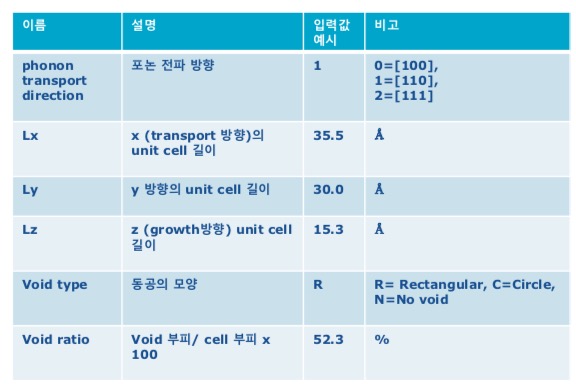 이름 설명 입력값 비고
예시
phonon 포논 전파 방향 1 0=[100],
transport 1=[110],
direction 2=[111]
Lx x (transport 방향)의 35.5 Å
unit cell 길이
Ly y 방향의 unit cell 길이 30.0 Å
Lz z (growth방향) unit cell 15.3 Å
길이
Void type 동공의 모양 R R= Rectangular, C=Circle,
N=No void
Void ratio Void 부피/ cell 부피 x 52.3 %
100